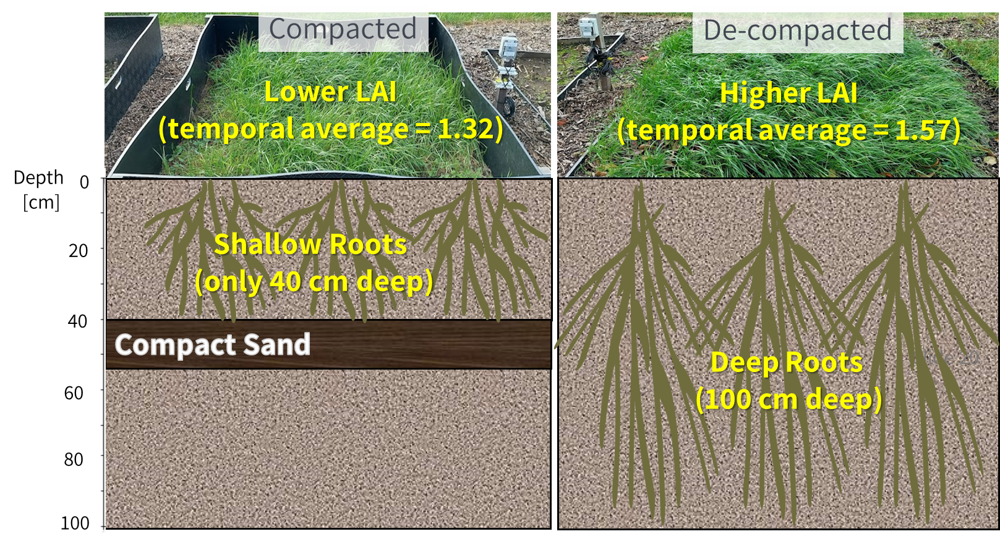 Compacted
De-compacted
Lower LAI
(temporal average = 1.32)
Higher LAI
(temporal average = 1.57)
Depth
[cm]
0
20
40
60
80
100
Shallow Roots
(only 40 cm deep)
Compact Sand
Deep Roots
(100 cm deep)